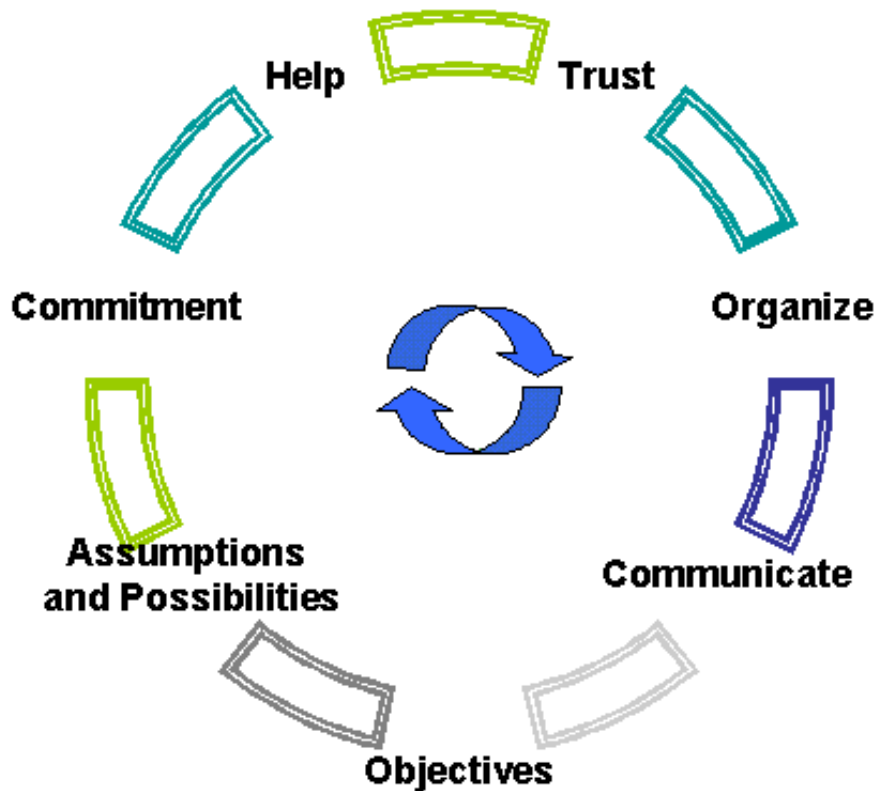 Help
Trust
Commitment
Organize
Assumptions
and Possibilities
Communicate
Objectives